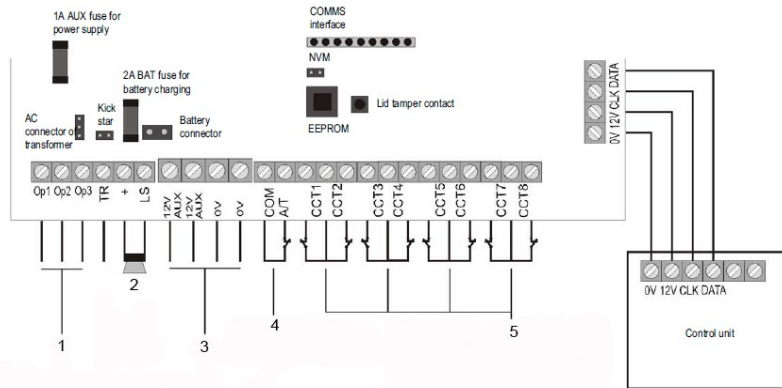 1A AUX fuse for
power supply
COMMS
interface
NVM
2A BAT fuse for
battery charging
Kick
star
Battery
connector
AC
connector of
transformer
Lid tamper contact
EEPROM
0V 12V CLK DATA
Op1 Op2 Op3 TR + LS
12V
AUX
12V
AUX
0V
0V
COM
A/T
CCT1
CCT2
CCT3
CCT4
CCT5
CCT6
CCT7
CCT8
2
1
3
4
5
0V 12V CLK DATA
Control unit